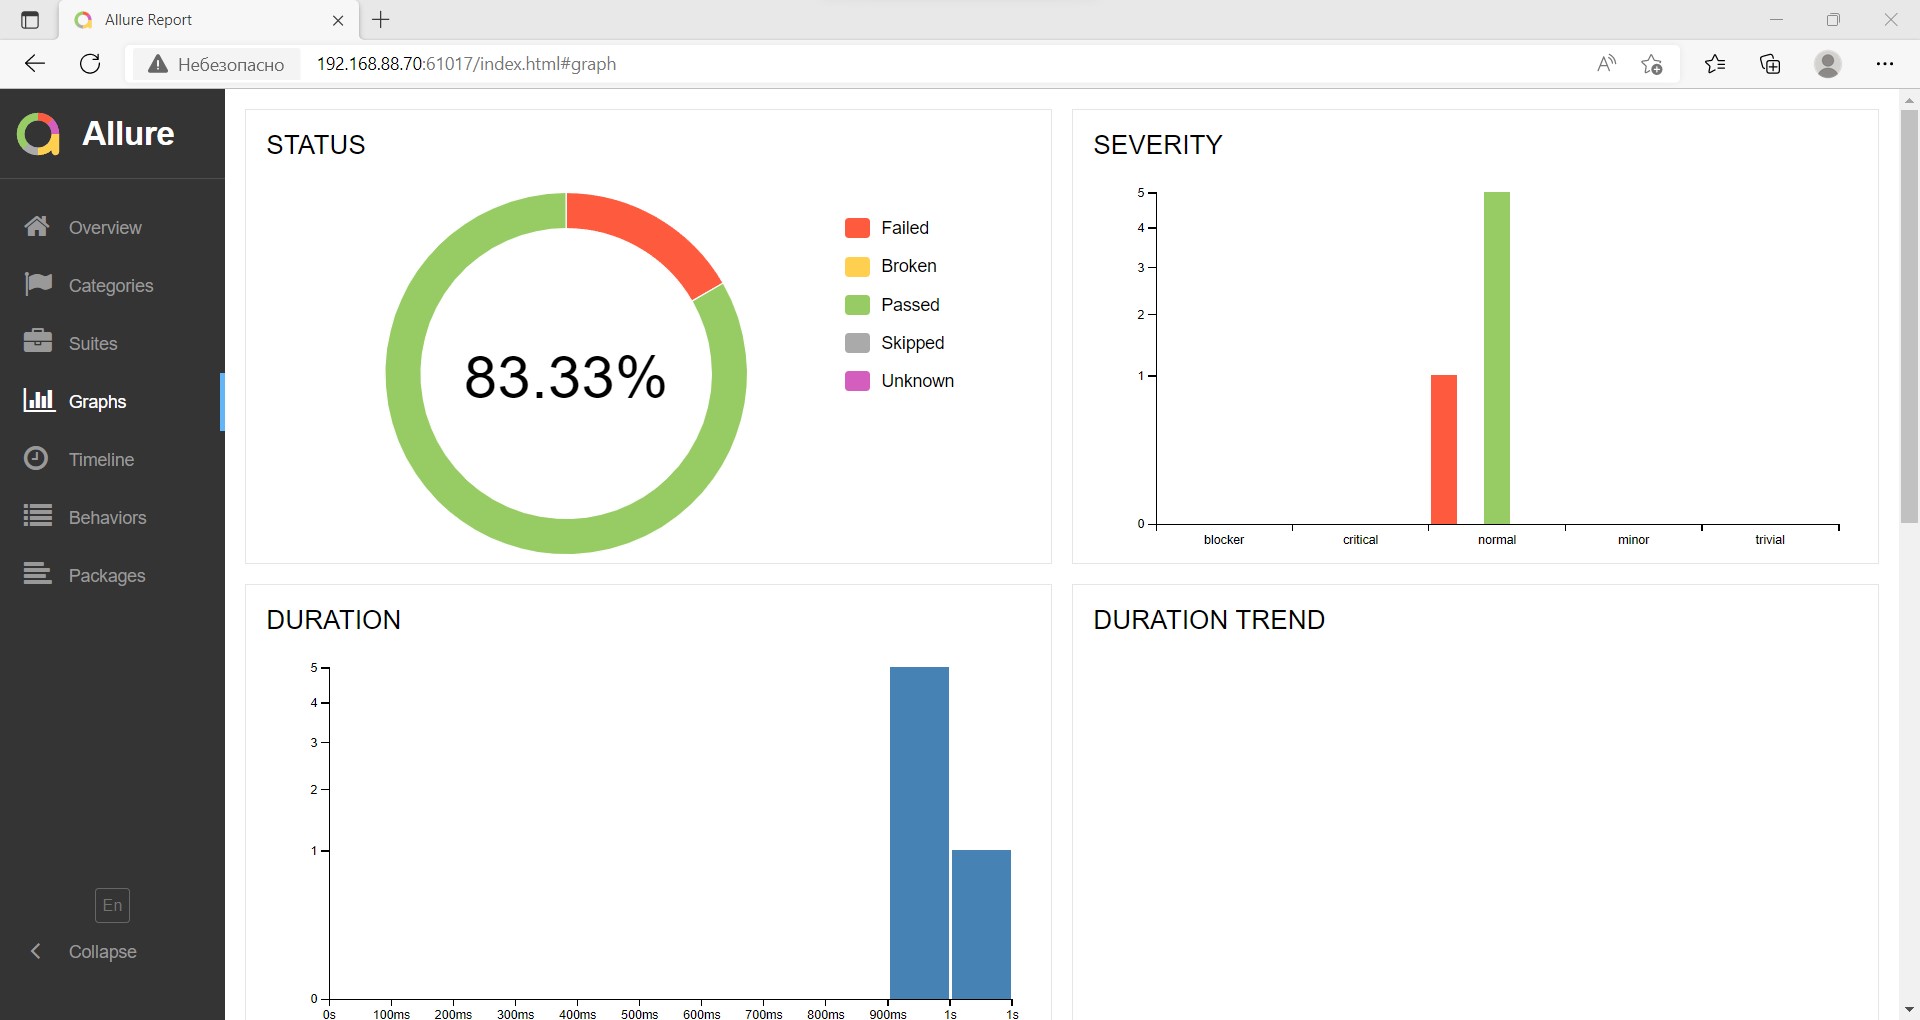 Allure Report
Небезопасно
192.168.88.70:61017/index.html#graph
Allure
Overview
Categories
Suites
Graphs
Timeline
Behaviors
Packages
En
Collapse
STATUS
83.33%
Failed
Broken
Passed
Skipped
Unknown
SEVERITY
5
4
3
2
1
0
blocker critical normal minor trivial
DURATION
5
4
3
2
1
0
0s 100ms 200ms 300ms 400ms 500ms 600ms 700ms 800ms 900ms 1s 1s
DURATION TREND